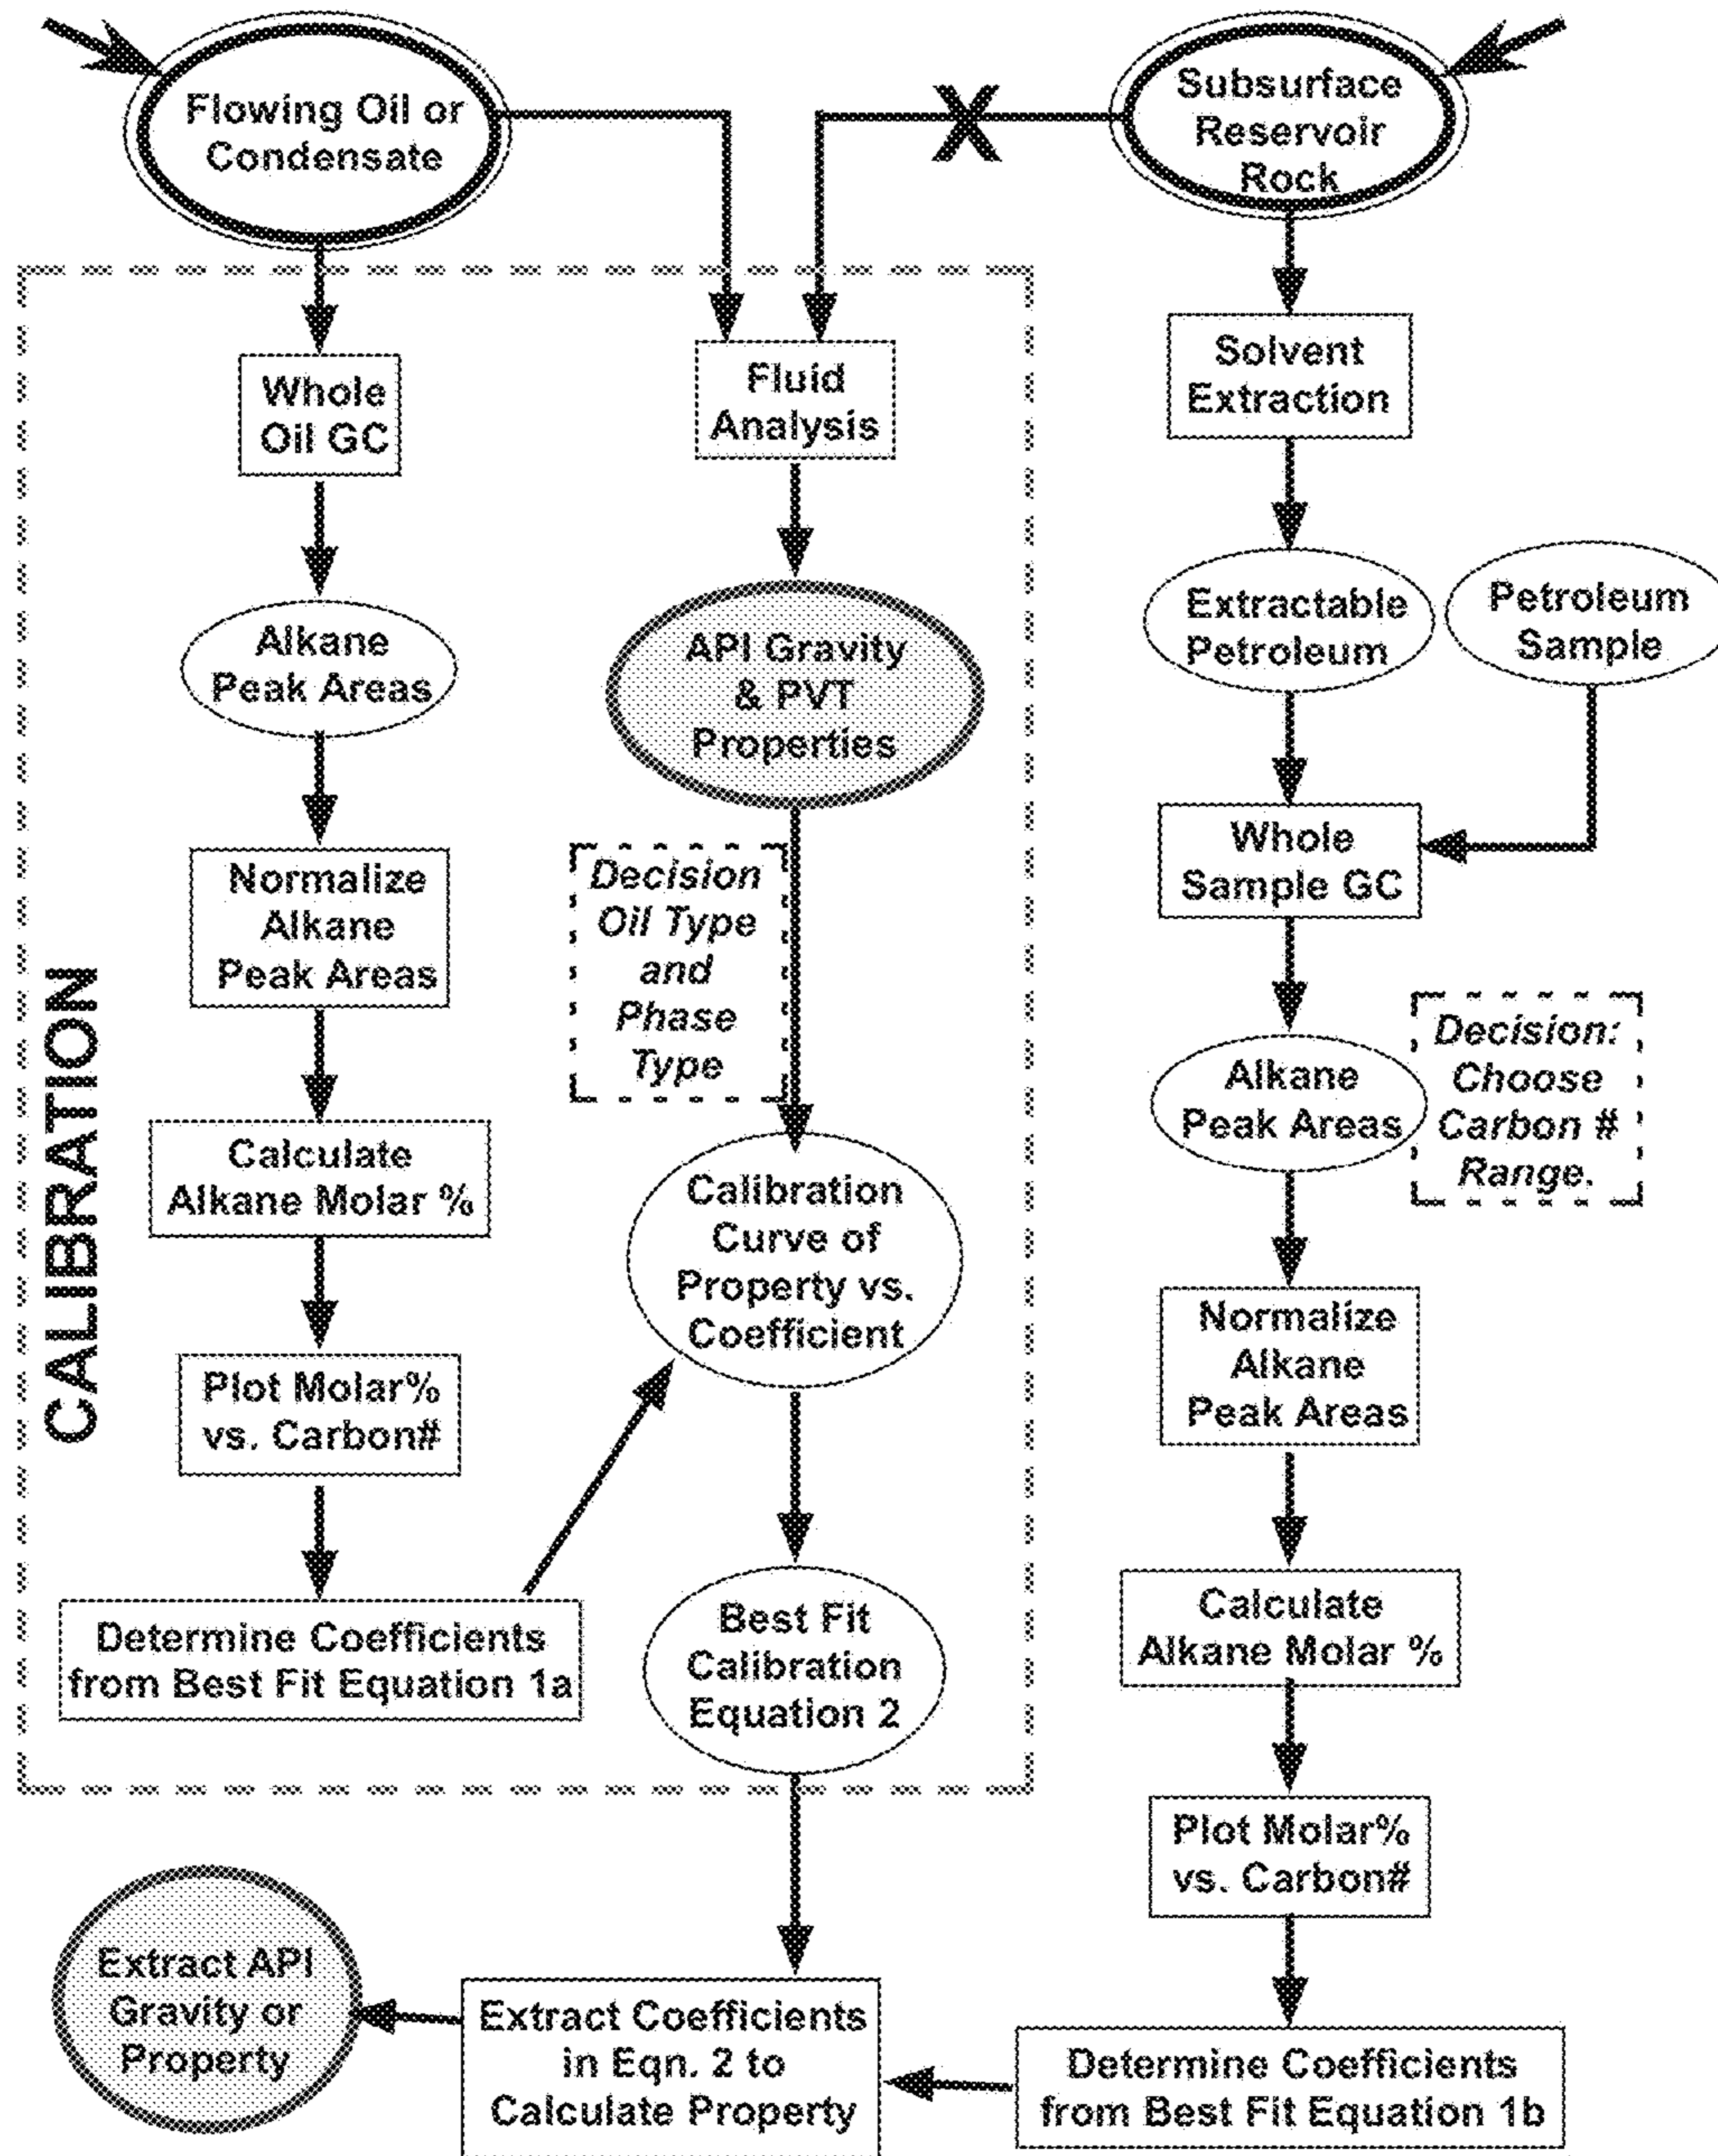 Flowing Oil or
Condensate
X
Subsurface
Reservoir
Rock
Whole
Oil GC
Fluid
Analysis
Solvent
Extraction
Alkane
Peak Areas
API Gravity
& PVT
Properties
Extractable
Petroleum
Petroleum
Sample
Whole
Sample GC
Normalize
Alkane
Peak Areas
Decision
Oil Type
and
Phase
Type
CALIBRATION
Alkane
Peak Areas
Decision:
Choose
Carbon #
Range.
Calculate
Alkane Molar %
Calibration
Curve of
Property vs.
Coefficient
Normalize
Alkane
Peak Areas
Plot Molar%
vs. Carbon#
Determine Coefficients
from Best Fit Equation 1a
Best Fit
Calibration
Equation 2
Calculate
Alkane Molar %
Plot Molar%
vs. Carbon#
Extract API
Gravity or
Property
Extract Coefficients
in Eqn. 2 to
Calculate Property
Determine Coefficients
from Best Fit Equation 1b